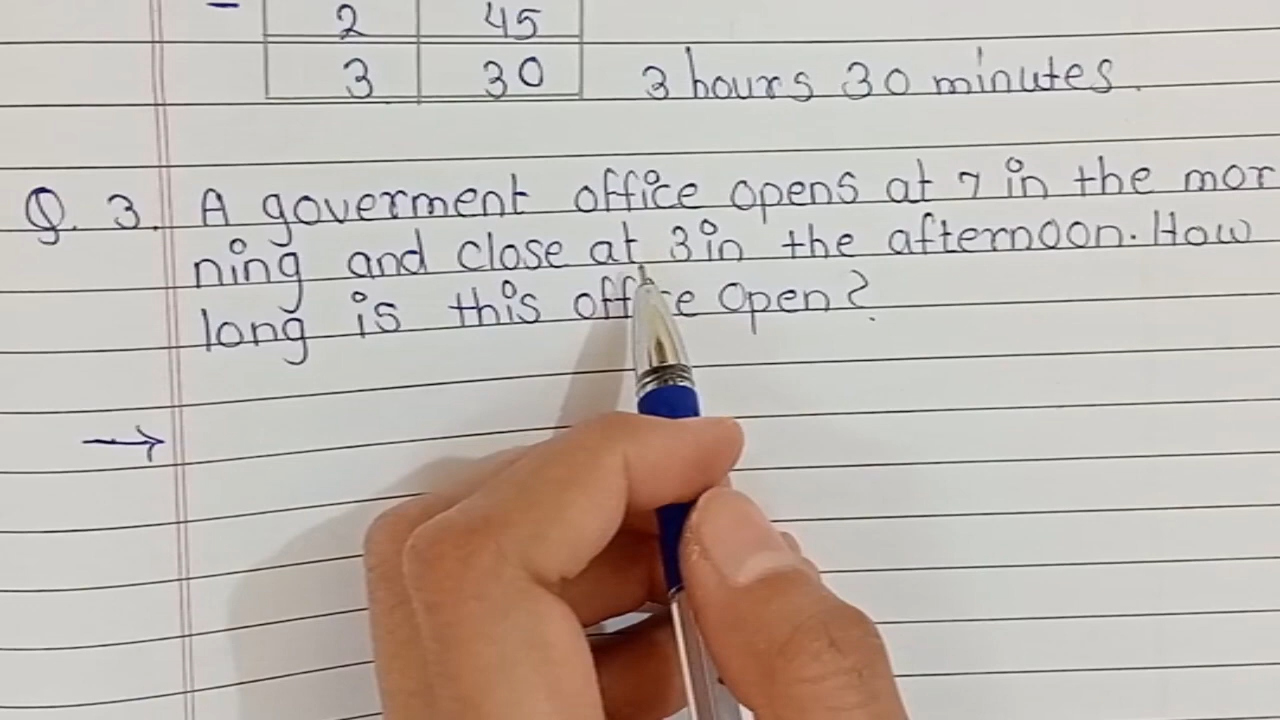 - 2 45
3 30 3 hours 30 minutes.
Q. 3. A goverment office opens at 7 in the mor
ning and close at 3 in the afternoon. How
long is this office open?
→